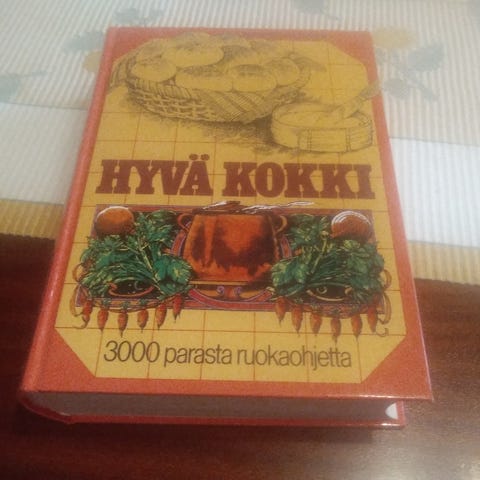 HYVÄ KOKKI
3000 parasta ruokaohjetta